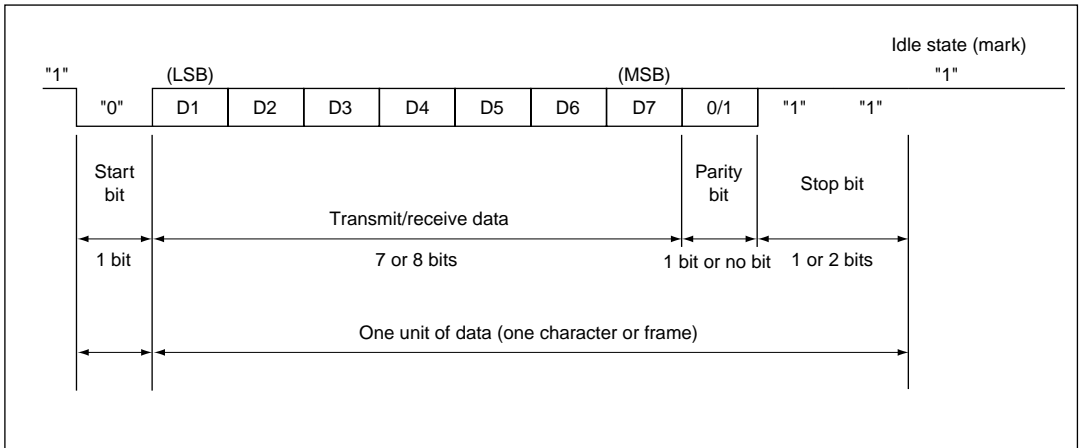 Idle state (mark)
"1" (LSB) (MSB) "1"
"0" D1 D2 D3 D4 D5 D6 D7 0/1 "1" "1"
Start
bit
Parity
bit
Stop bit
Transmit/receive data
1 bit 7 or 8 bits 1 bit or no bit 1 or 2 bits
One unit of data (one character or frame)